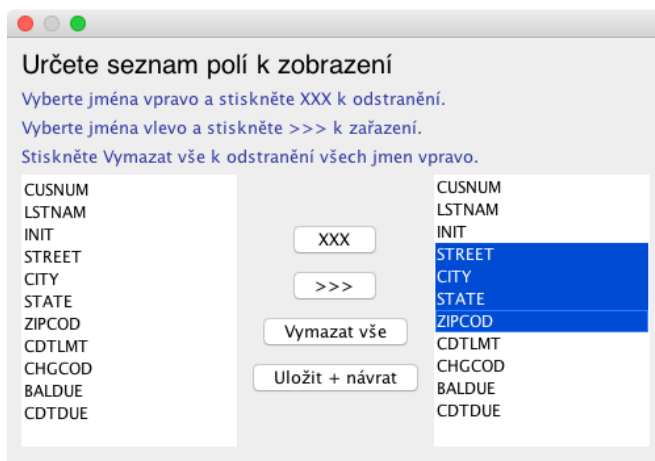 Určete seznam polí k zobrazení
Vyberte jména vpravo a stiskněte XXX k odstranění.
Vyberte jména vlevo a stiskněte >>> k zařazení.
Stiskněte Vymazat vše k odstranění všech jmen vpravo.
CUSNUM
LSTNAM
INIT
STREET
CITY
STATE
ZIPCOD
CDTLMT
CHGCOD
BALDUE
CDTDUE
XXX
>>>
Vymazat vše
Uložit + návrat
CUSNUM
LSTNAM
INIT
STREET
CITY
STATE
ZIPCOD
CDTLMT
CHGCOD
BALDUE
CDTDUE